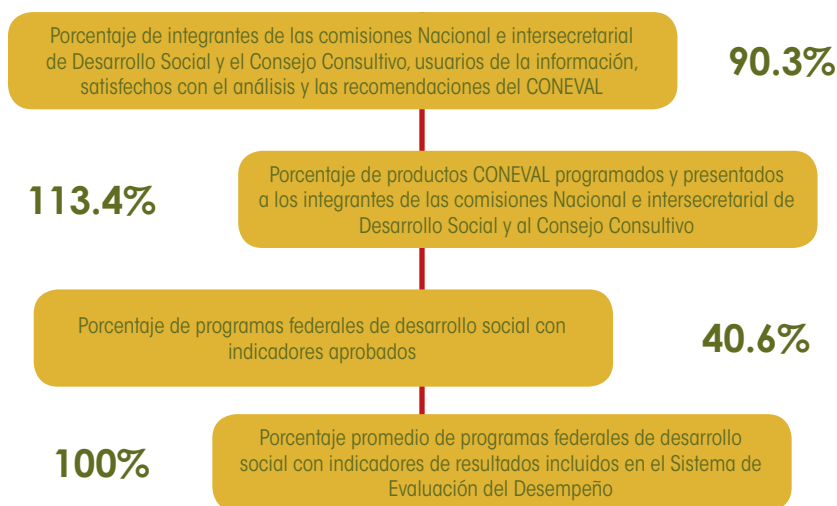 Porcentaje de integrantes de las comisiones Nacional e intersecretarial
de Desarrollo Social y el Consejo Consultivo, usuarios de la información,
satisfechos con el análisis y las recomendaciones del CONEVAL
90.3%
113.4%
Porcentaje de productos CONEVAL programados y presentados
a los integrantes de las comisiones Nacional e intersecretarial de
Desarrollo Social y al Consejo Consultivo
Porcentaje de programas federales de desarrollo social con
indicadores aprobados
40.6%
100%
Porcentaje promedio de programas federales de desarrollo
social con indicadores de resultados incluidos en el Sistema de
Evaluación del Desempeño